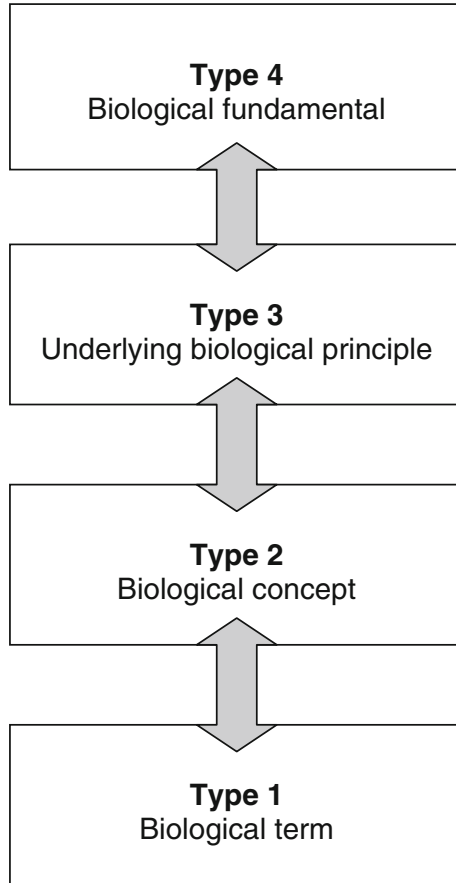 Type 4
Biological fundamental
Type 3
Underlying biological principle
Type 2
Biological concept
Type 1
Biological term